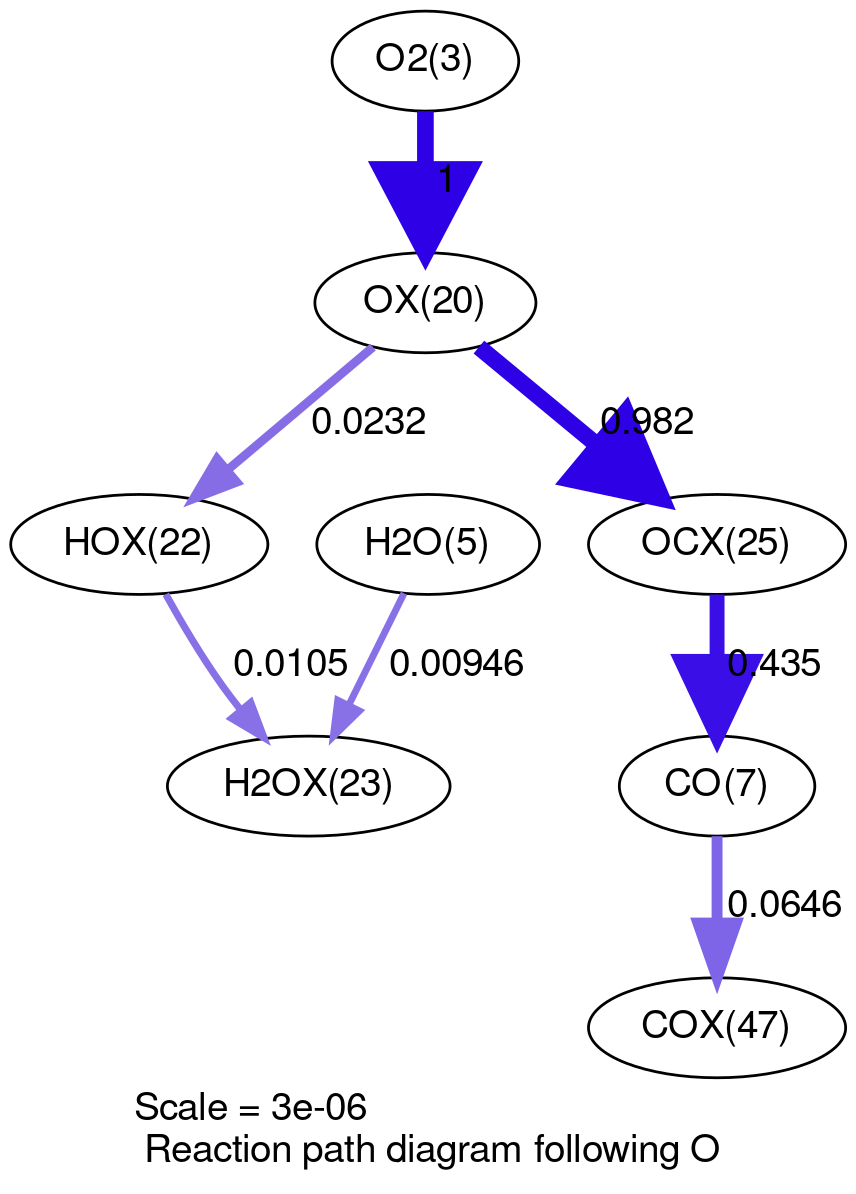 O2(3)
1
OX(20)
0.0232
0.982
HOX(22)
H2O(5)
OCX(25)
0.0105
0.00946
0.435
H2OX(23)
CO(7)
0.0646
COX(47)
Scale = 3e-06
Reaction path diagram following O